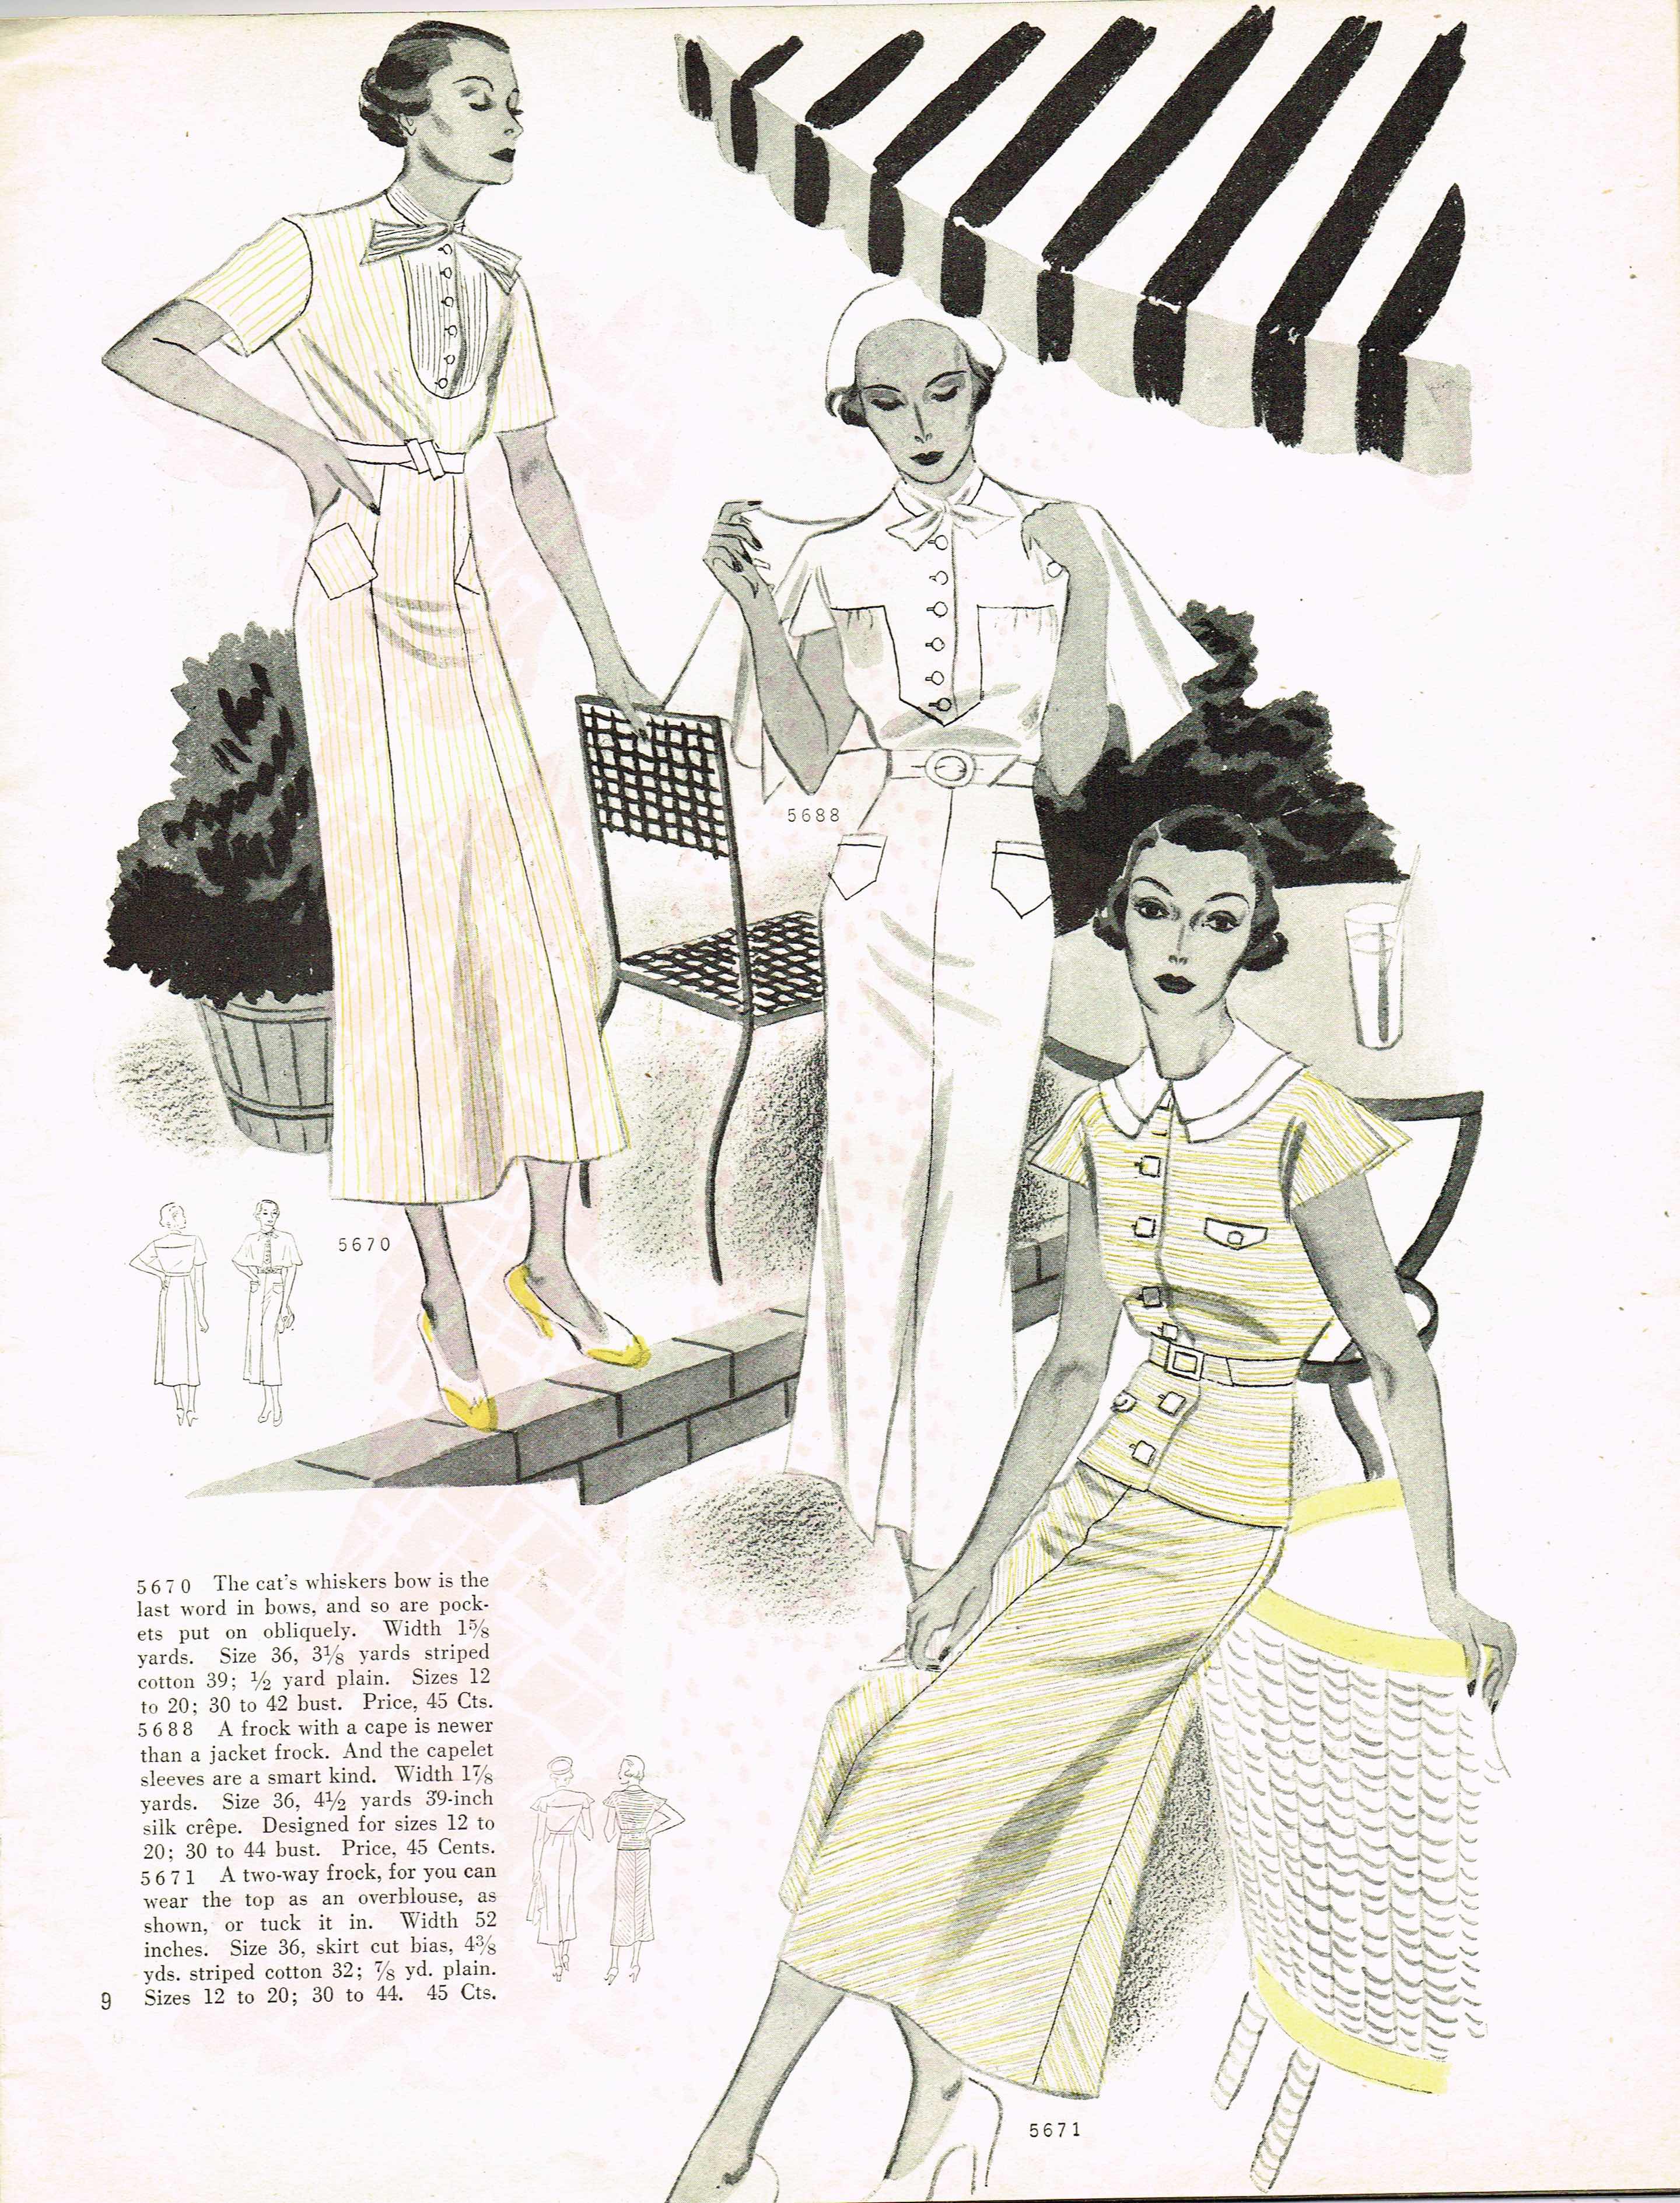 5688
5670
5670 The cat's whiskers bow is the
last word in bows, and so are pock-
ets put on obliquely. Width 1⅝
yards. Size 36, 3⅛ yards striped
cotton 39; ½ yard plain. Sizes 12
to 20; 30 to 42 bust. Price, 45 Cts.
5688 A frock with a cape is newer
than a jacket frock. And the capelet
sleeves are a smart kind. Width 1⅞
yards. Size 36, 4½ yards 39-inch
silk crêpe. Designed for sizes 12 to
20; 30 to 44 bust. Price, 45 Cents.
5671 A two-way frock, for you can
wear the top as an overblouse, as
shown, or tuck it in. Width 52
inches. Size 36, skirt cut bias, 4⅜
yds. striped cotton 32; ⅞ yd. plain.
9 Sizes 12 to 20; 30 to 44. 45 Cts.
5671